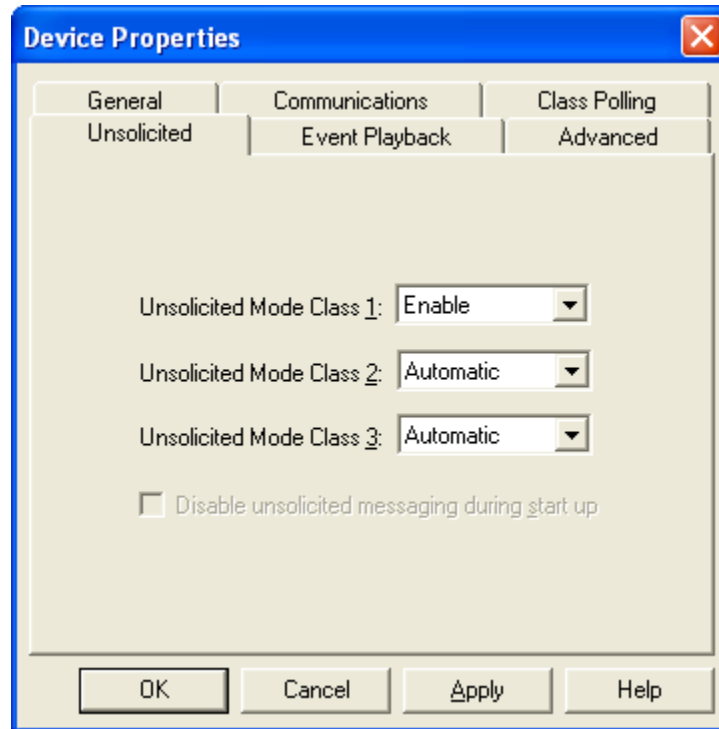 Device Properties
General Communications Class Polling
Unsolicited Event Playback Advanced
Unsolicited Mode Class 1: Enable
Unsolicited Mode Class 2: Automatic
Unsolicited Mode Class 3: Automatic
Disable unsolicited messaging during start up
OK Cancel Apply Help